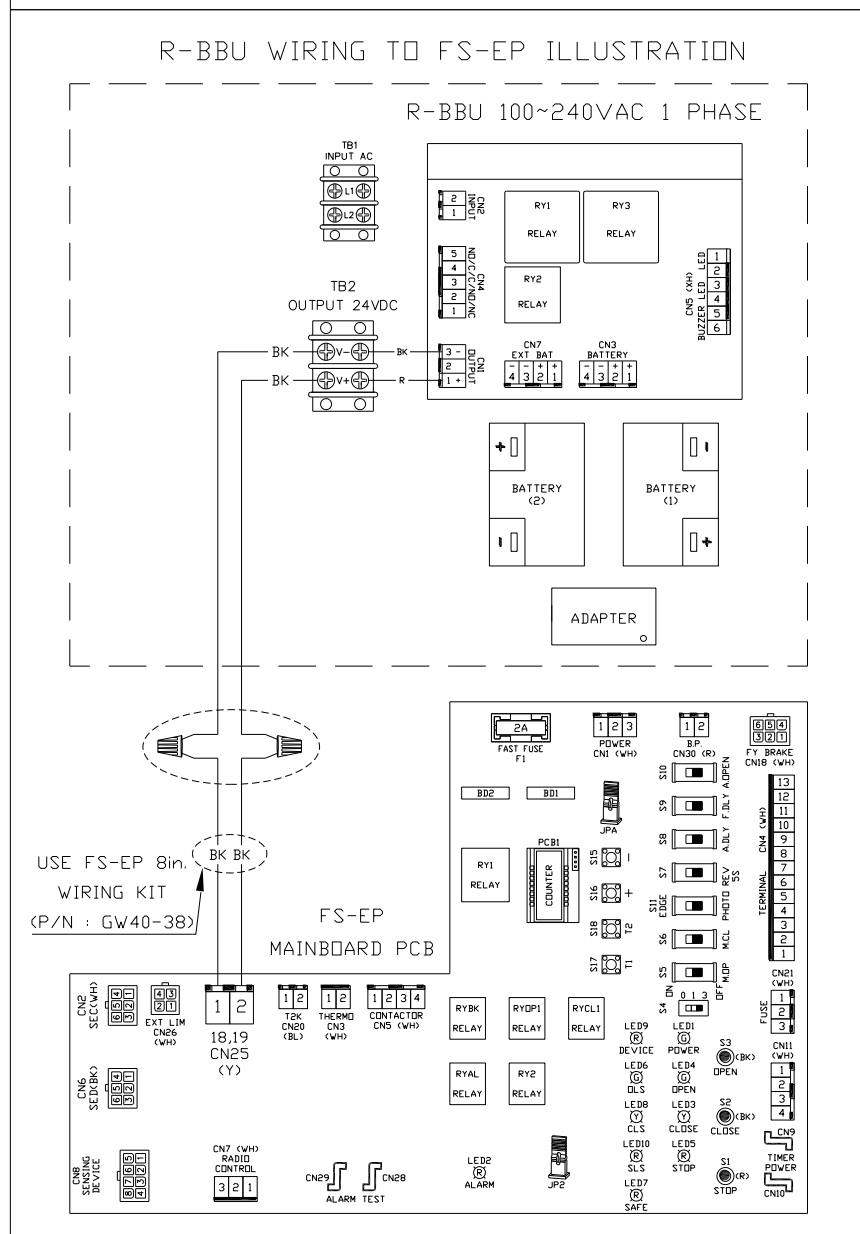 R-BBU WIRING TO FS-EP ILLUSTRATION
R-BBU 100~240VAC 1 PHASE
TB1
INPUT AC
L1
L2
2
1
CN2
INPUT
RY1
RELAY
RY3
RELAY
RY2
RELAY
5
4
3
2
1
CN4
NO/C/C/NO/NC
CN5 (XH)
BUZZER LED LED
1
2
3
4
5
6
TB2
OUTPUT 24VDC
BK
V-
BK
3 -
2
1 +
CN1
OUTPUT
BK
V+
R
CN7
EXT BAT
- - + +
4 3 2 1
CN3
BATTERY
- - + +
4 3 2 1
+
-
BATTERY
(2)
-
+
BATTERY
(1)
ADAPTER
BK BK
USE FS-EP 8in.
WIRING KIT
(P/N : GW40-38)
FS-EP
MAINBOARD PCB
2A
FAST FUSE
F1
1 2 3
POWER
CN1 (WH)
1 2
B.P.
CN30 (R)
6 5 4
3 2 1
FY BRAKE
CN18 (WH)
BD2
BD1
JPA
PCB1
COUNTER
RY1
RELAY
S15 -
S16 +
S18 T2
S17 T1
S10 A.OPEN
S9 F.DLY
S8 A.DLY
S7 REV 5S
S11 EDGE PHOTO
S6 M.CL
S5 M.OP
ON OFF
S4
0 1 3
TERMINAL CN4 (WH)
13
12
11
10
9
8
7
6
5
4
3
2
1
CN21
(WH)
FUSE
1
2
3
CN11
(WH)
1
2
3
4
CN9
TIMER
POWER
CN10
CN2
SEC(WH)
6 5 4
3 2 1
4 3
2 1
EXT LIM
CN26
(WH)
1 2
18,19
CN25
(Y)
1 2
T2K
CN20
(BL)
1 2
THERMO
CN3
(WH)
1 2 3 4
CONTACTOR
CN5 (WH)
CN6
SED(BK)
6 5 4
3 2 1
CN8
SENSING
DEVICE
8 7 6 5
4 3 2 1
CN7 (WH)
RADIO
CONTROL
3 2 1
CN29
CN28
ALARM TEST
RYBK
RELAY
RYOP1
RELAY
RYCL1
RELAY
RYAL
RELAY
RY2
RELAY
LED2
R
ALARM
JP2
LED9
R
DEVICE
LED1
G
POWER
LED6
G
OLS
LED4
G
OPEN
LED8
Y
CLS
LED3
Y
CLOSE
LED10
R
SLS
LED5
R
STOP
LED7
R
SAFE
S3
(BK)
OPEN
S2
(BK)
CLOSE
S1
(R)
STOP